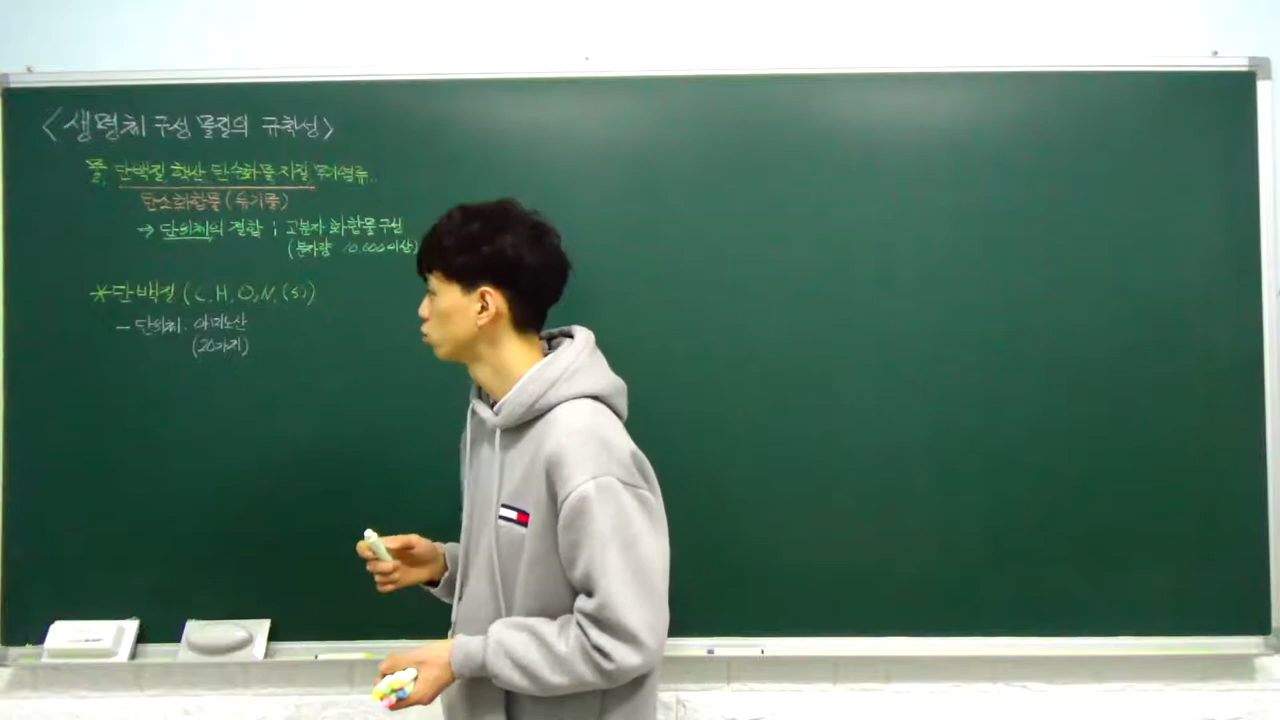 <생명체 구성 물질의 규칙성>
물, 단백질, 핵산, 탄수화물, 지질, 무기염류..
탄소화합물(유기물)
→ 단위체의 결합 ; 고분자 화합물 구성
(분자량 10,000이상)
*단백질 (C, H, O, N, (S))
- 단위체 : 아미노산
(20가지)